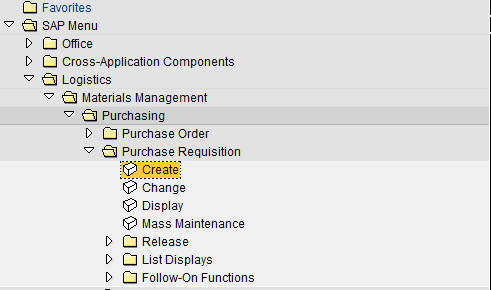 Favorites
SAP Menu
Office
Cross-Application Components
Logistics
Materials Management
Purchasing
Purchase Order
Purchase Requisition
Create
Change
Display
Mass Maintenance
Release
List Displays
Follow-On Functions